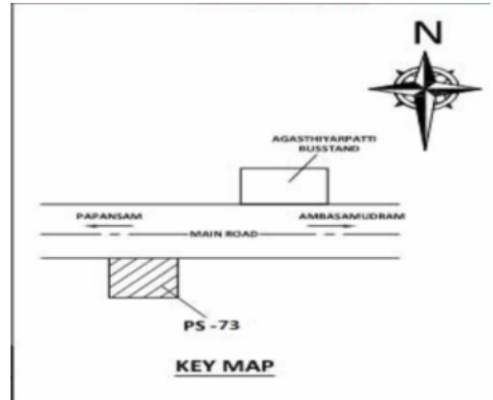 N
AGASTHIYARPATTI
BUSSTAND
PAPANSAM
AMBASAMUDRAM
MAIN ROAD
PS -73
KEY MAP